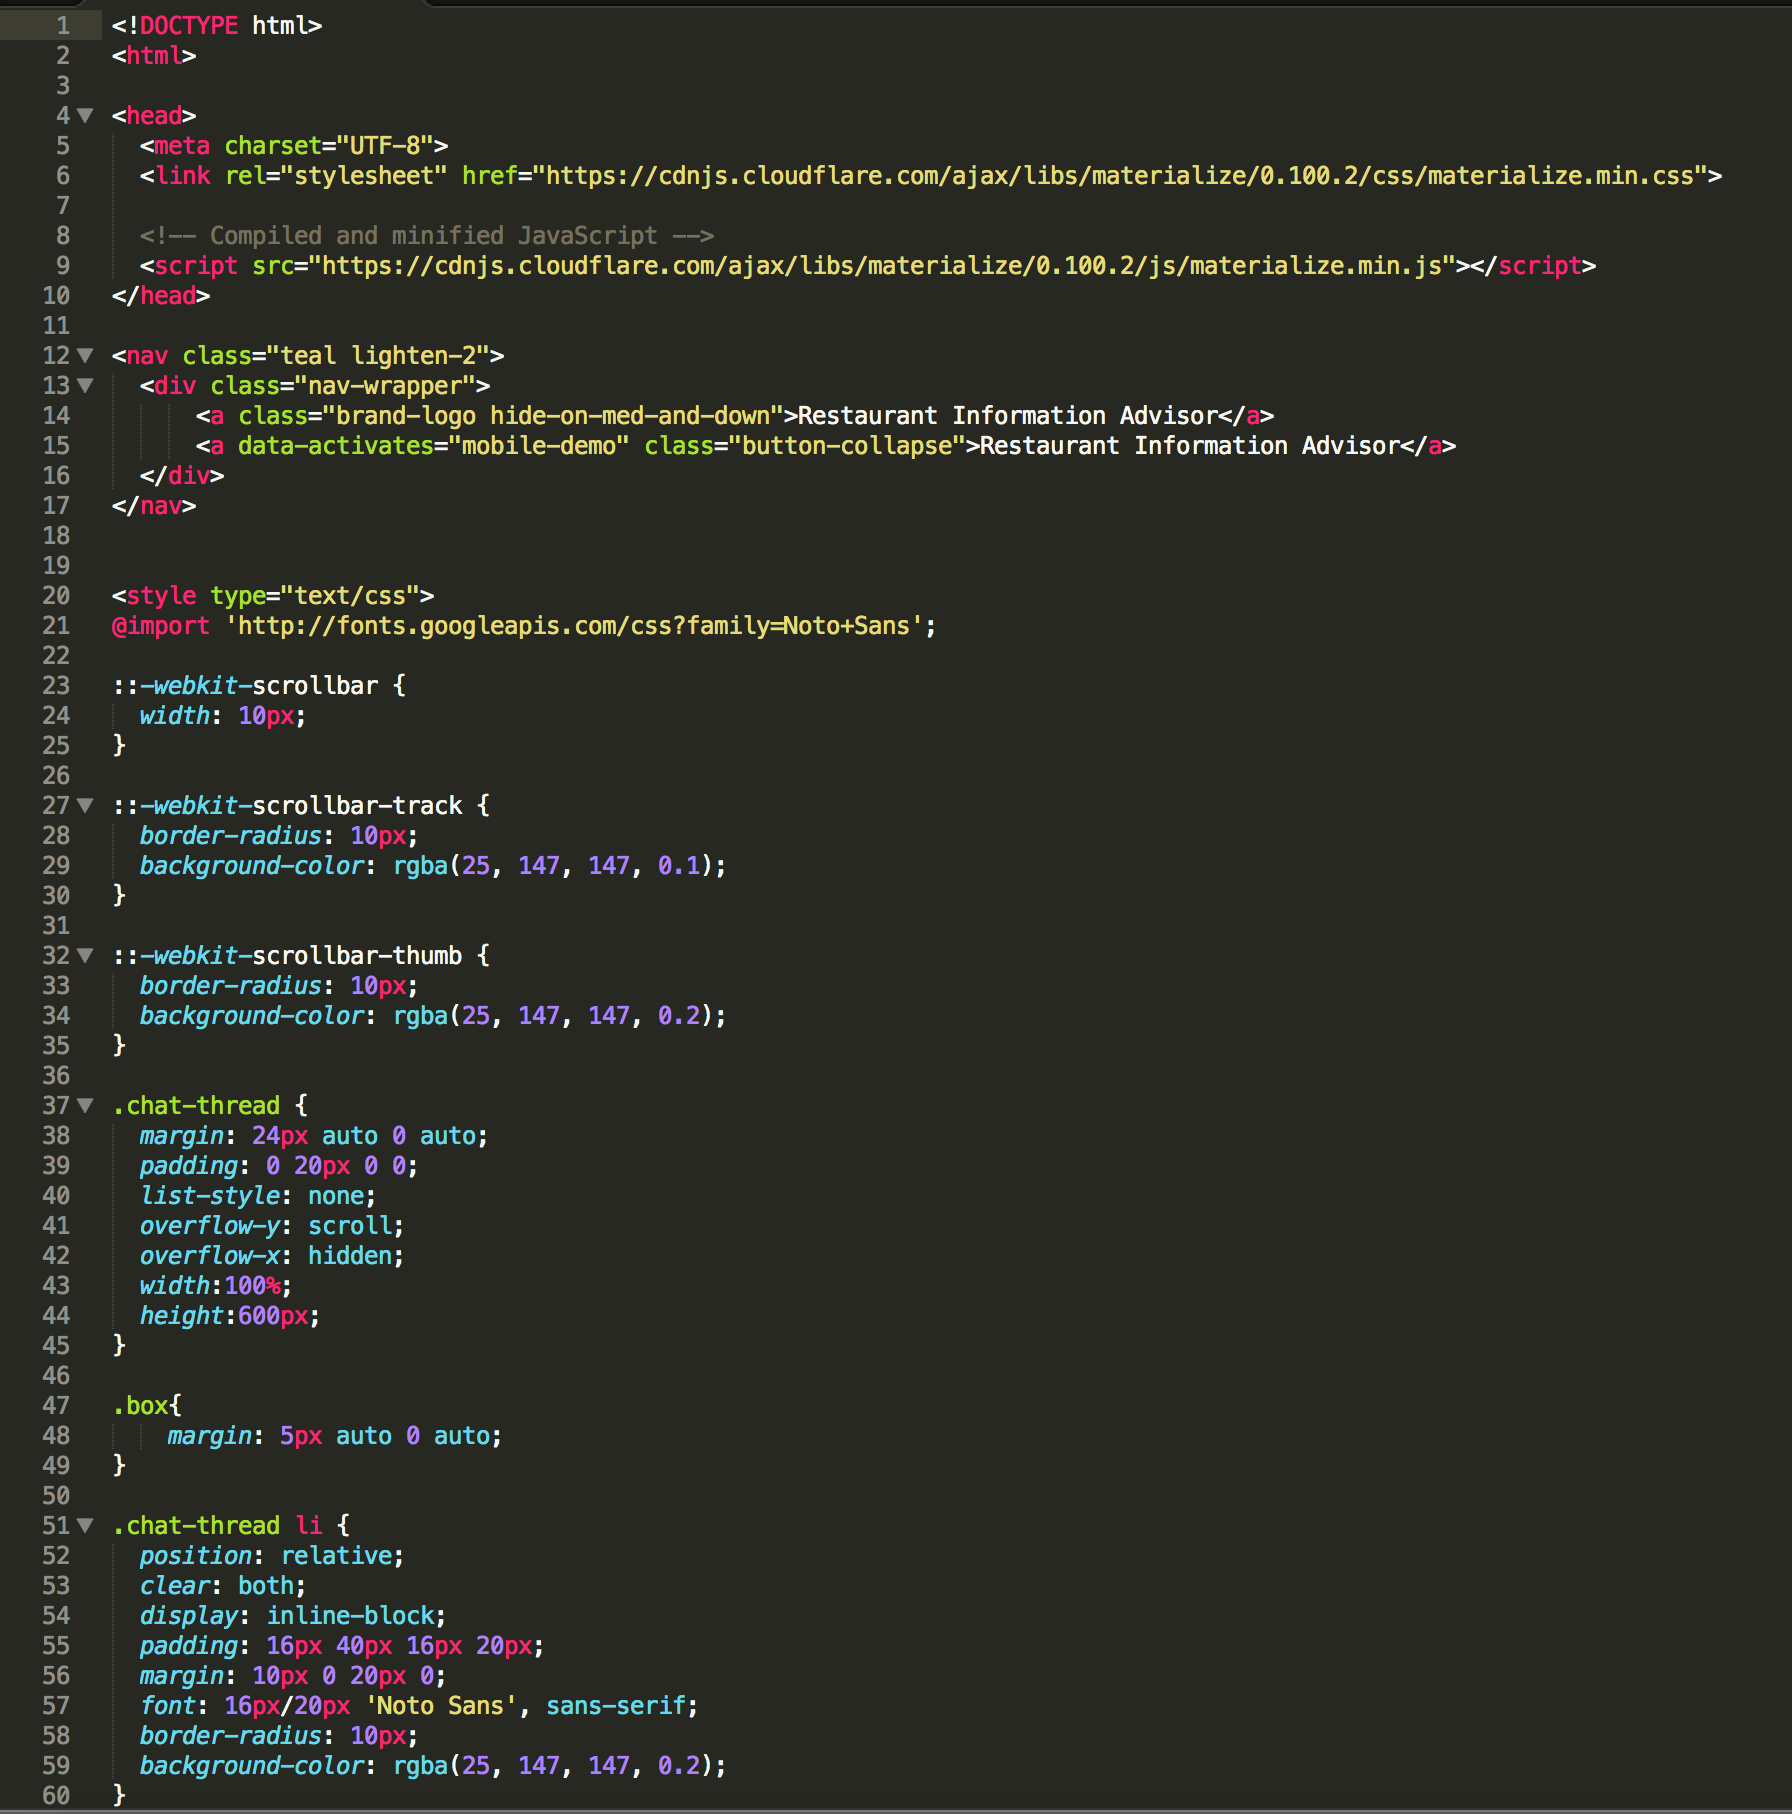 1 <!DOCTYPE html>
2 <html>
3
4 <head>
5   <meta charset="UTF-8">
6   <link rel="stylesheet" href="https://cdnjs.cloudflare.com/ajax/libs/materialize/0.100.2/css/materialize.min.css">
7
8   <!-- Compiled and minified JavaScript -->
9   <script src="https://cdnjs.cloudflare.com/ajax/libs/materialize/0.100.2/js/materialize.min.js"></script>
10 </head>
11
12 <nav class="teal lighten-2">
13   <div class="nav-wrapper">
14       <a class="brand-logo hide-on-med-and-down">Restaurant Information Advisor</a>
15       <a data-activates="mobile-demo" class="button-collapse">Restaurant Information Advisor</a>
16   </div>
17 </nav>
18
19
20 <style type="text/css">
21 @import 'http://fonts.googleapis.com/css?family=Noto+Sans';
22
23 ::-webkit-scrollbar {
24   width: 10px;
25 }
26
27 ::-webkit-scrollbar-track {
28   border-radius: 10px;
29   background-color: rgba(25, 147, 147, 0.1);
30 }
31
32 ::-webkit-scrollbar-thumb {
33   border-radius: 10px;
34   background-color: rgba(25, 147, 147, 0.2);
35 }
36
37 .chat-thread {
38   margin: 24px auto 0 auto;
39   padding: 0 20px 0 0;
40   list-style: none;
41   overflow-y: scroll;
42   overflow-x: hidden;
43   width:100%;
44   height:600px;
45 }
46
47 .box{
48     margin: 5px auto 0 auto;
49 }
50
51 .chat-thread li {
52   position: relative;
53   clear: both;
54   display: inline-block;
55   padding: 16px 40px 16px 20px;
56   margin: 10px 0 20px 0;
57   font: 16px/20px 'Noto Sans', sans-serif;
58   border-radius: 10px;
59   background-color: rgba(25, 147, 147, 0.2);
60 }